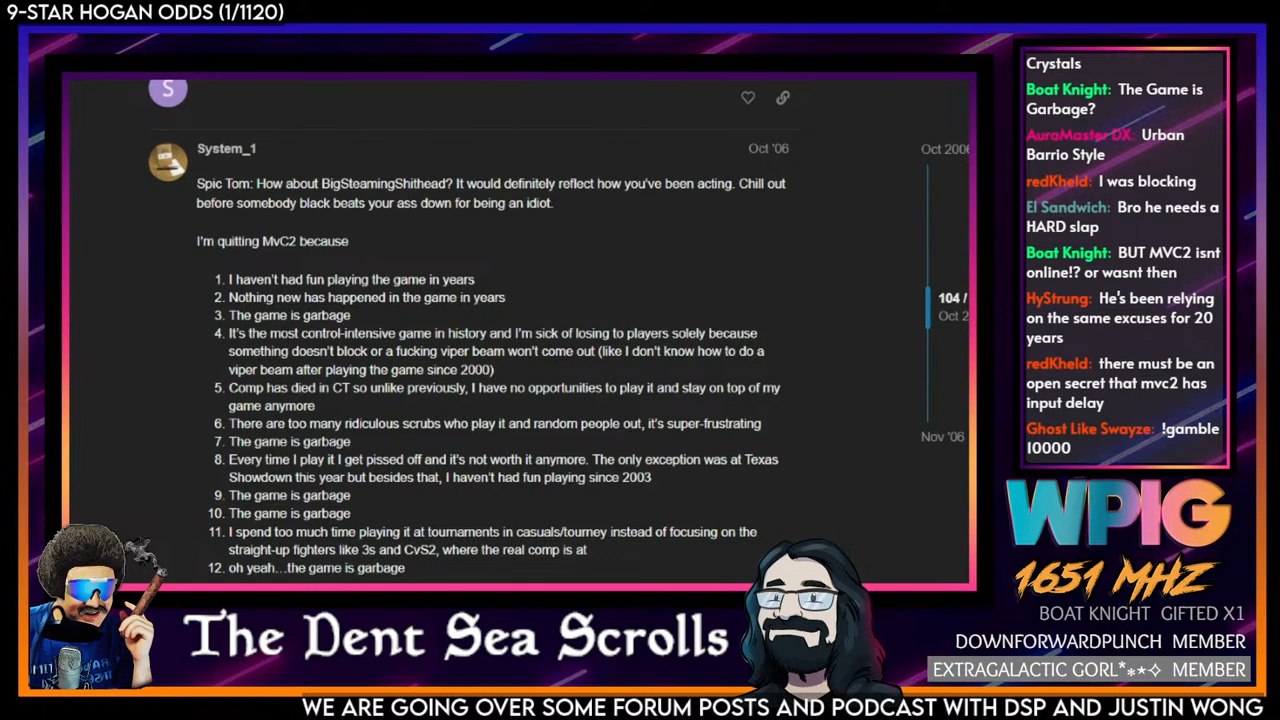 9-STAR HOGAN ODDS (1/1120)
S
System_1
Oct '06
Spic Tom: How about BigSteamingShithead? It would definitely reflect how you've been acting. Chill out
before somebody black beats your ass down for being an idiot.
I'm quitting MvC2 because
1. I haven't had fun playing the game in years
2. Nothing new has happened in the game in years
3. The game is garbage
4. It's the most control-intensive game in history and I'm sick of losing to players solely because
something doesn't block or a fucking viper beam won't come out (like I don't know how to do a
viper beam after playing the game since 2000)
5. Comp has died in CT so unlike previously, I have no opportunities to play it and stay on top of my
game anymore
6. There are too many ridiculous scrubs who play it and random people out, it's super-frustrating
7. The game is garbage
8. Every time I play it I get pissed off and it's not worth it anymore. The only exception was at Texas
Showdown this year but besides that, I haven't had fun playing since 2003
9. The game is garbage
10. The game is garbage
11. I spend too much time playing it at tournaments in casuals/tourney instead of focusing on the
straight-up fighters like 3s and CvS2, where the real comp is at
12. oh yeah...the game is garbage
Oct 2006
104 /
Oct 2
Nov '06
Crystals
Boat Knight: The Game is
Garbage?
AuraMaster DX: Urban
Barrio Style
redKheld: I was blocking
El Sandwich: Bro he needs a
HARD slap
Boat Knight: BUT MVC2 isnt
online!? or wasnt then
HyStrung: He's been relying
on the same excuses for 20
years
redKheld: there must be an
open secret that mvc2 has
input delay
Ghost Like Swayze: !gamble
10000
WPIG
1651 MHZ
BOAT KNIGHT GIFTED X1
DOWNFORWARDPUNCH MEMBER
EXTRAGALACTIC GORL*⁎⁎★✧ MEMBER
The Dent Sea Scrolls
WE ARE GOING OVER SOME FORUM POSTS AND PODCAST WITH DSP AND JUSTIN WONG